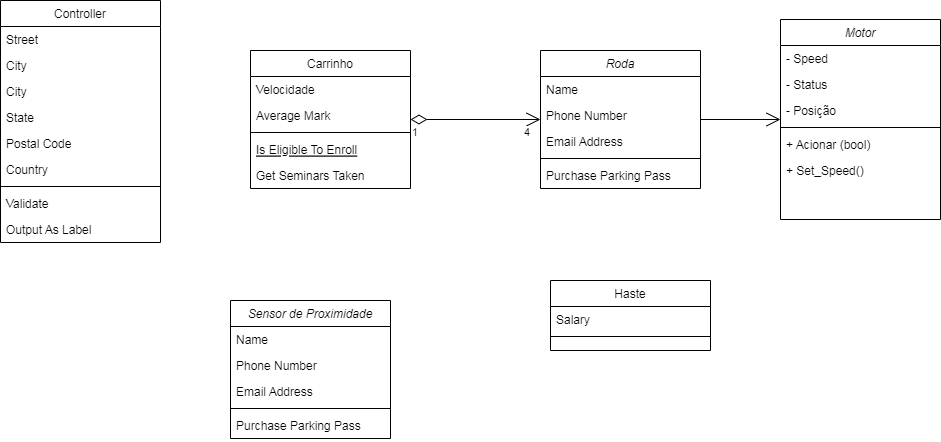 Controller
Street
City
City
State
Postal Code
Country
Validate
Output As Label
Carrinho
Velocidade
Average Mark
Is Eligible To Enroll
Get Seminars Taken
1
4
Roda
Name
Phone Number
Email Address
Purchase Parking Pass
Motor
- Speed
- Status
- Posição
+ Acionar (bool)
+ Set_Speed()
Sensor de Proximidade
Name
Phone Number
Email Address
Purchase Parking Pass
Haste
Salary